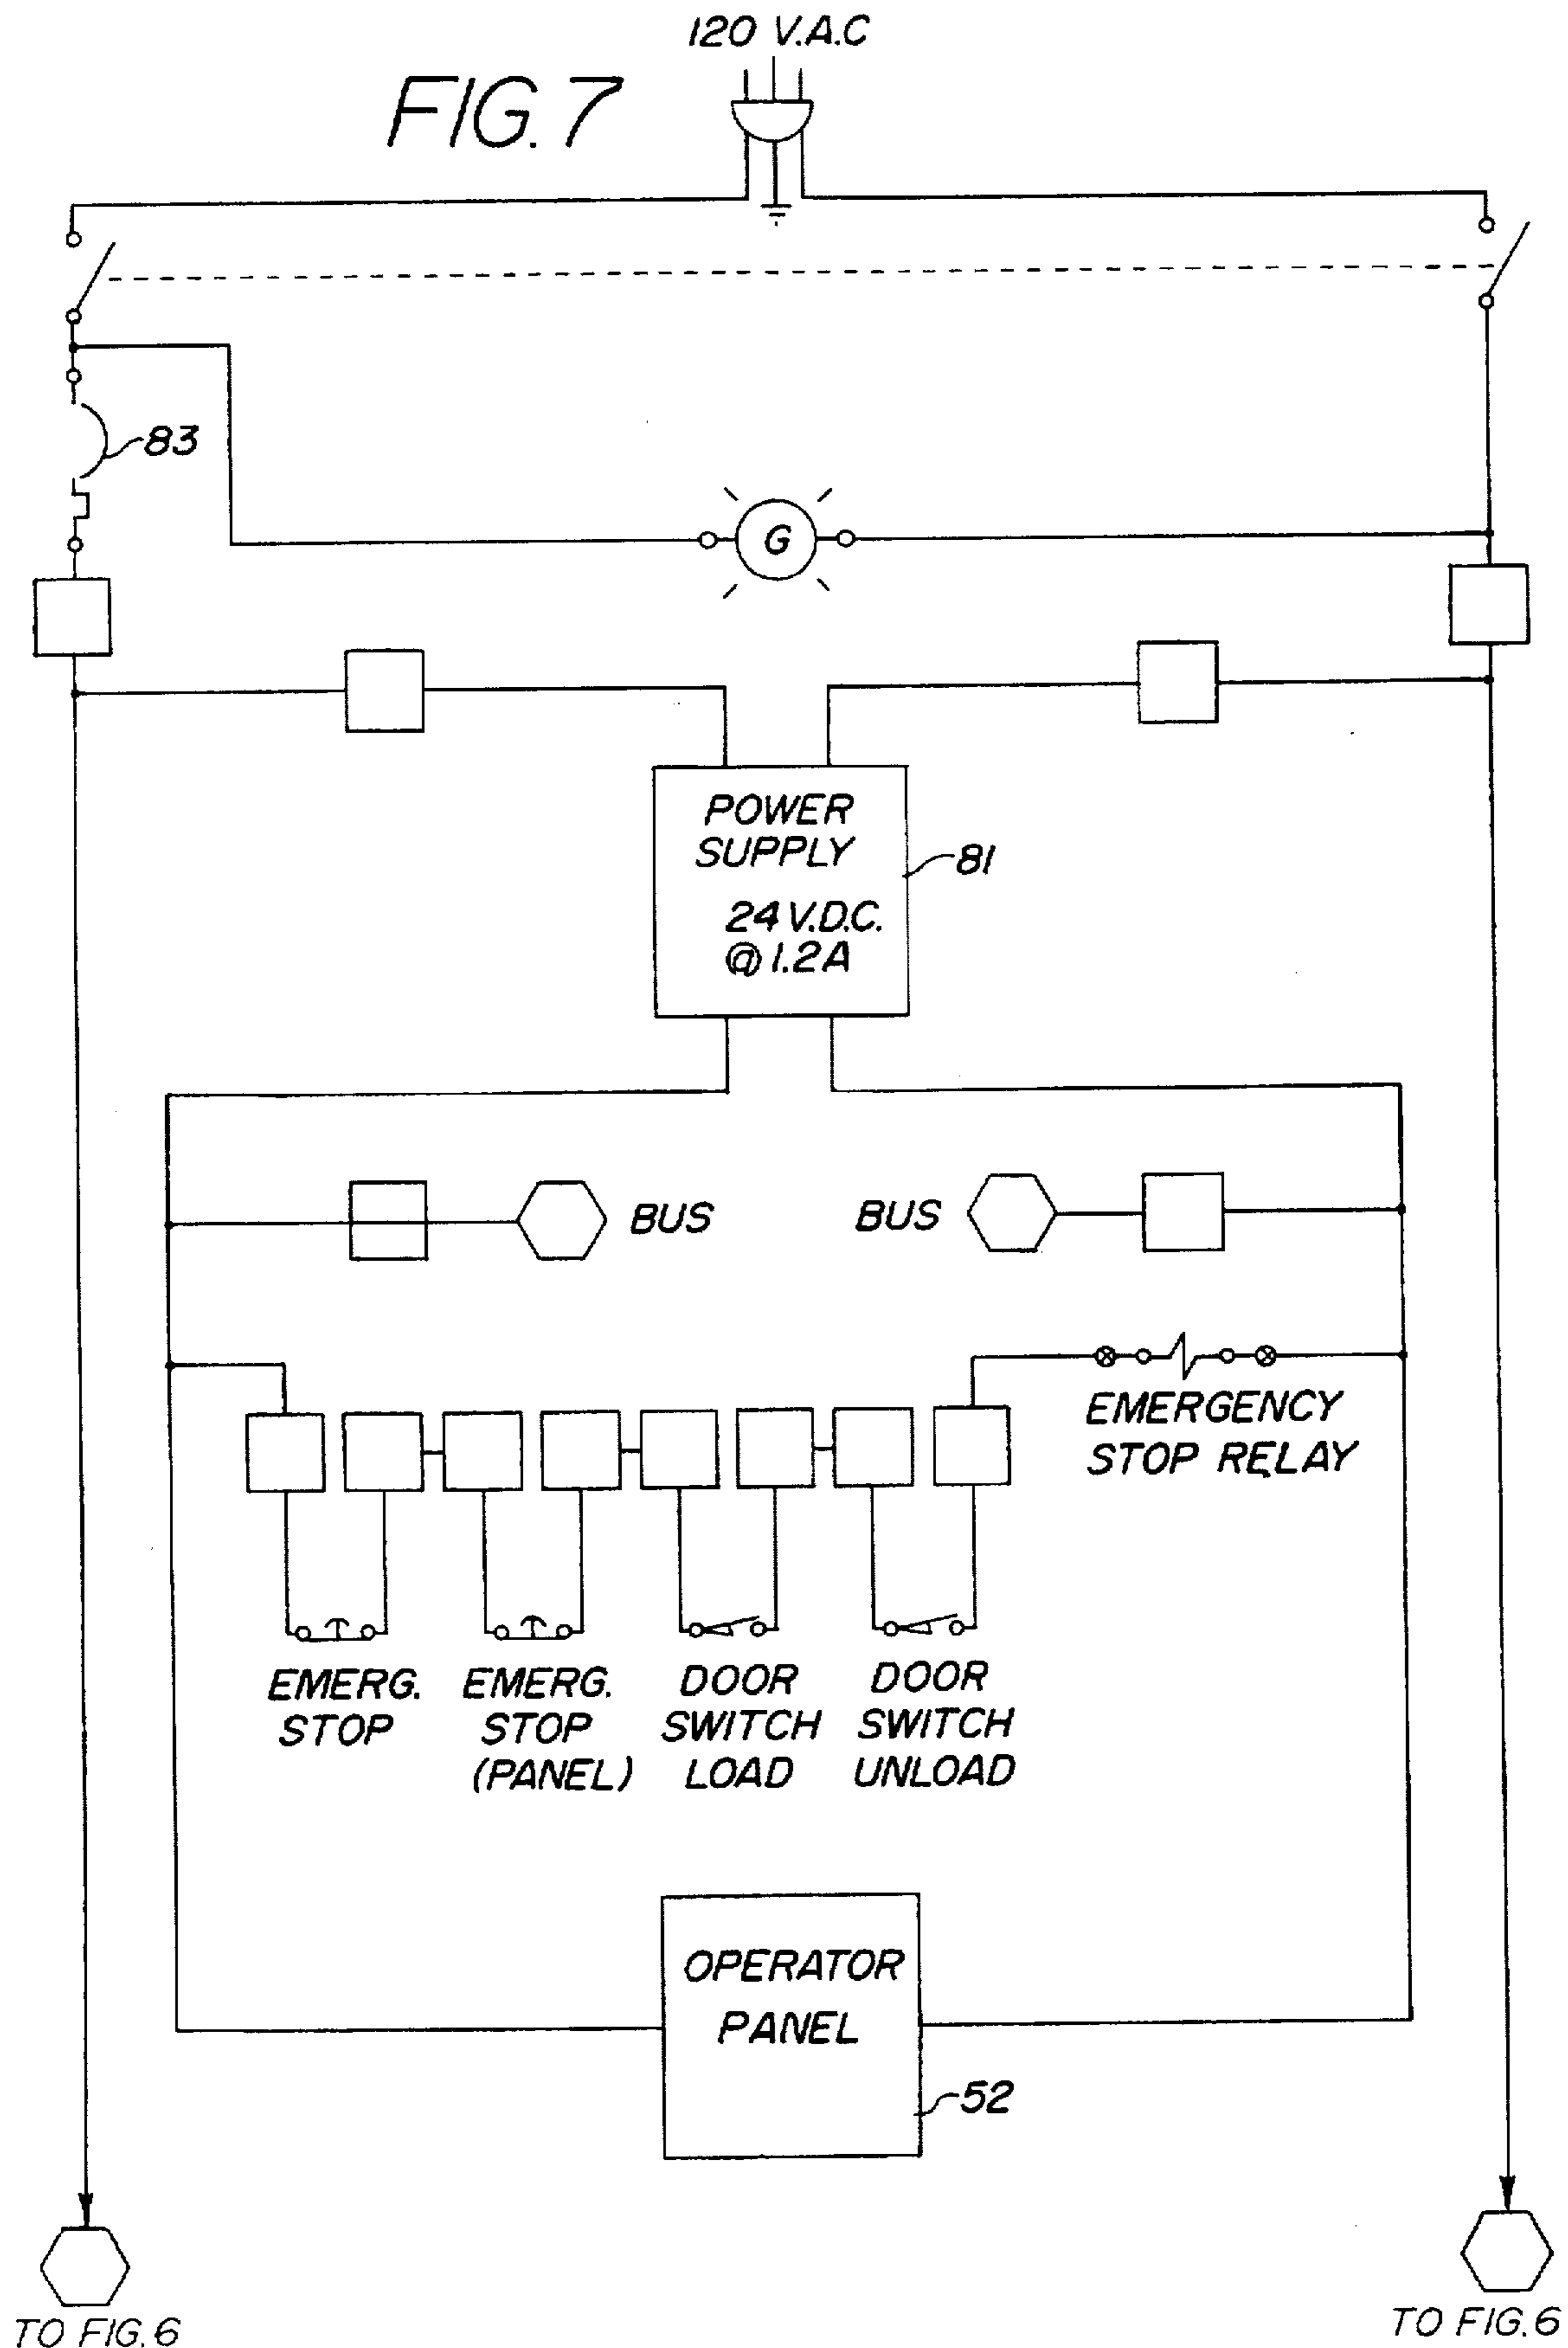 120 V.A.C
FIG. 7
83
G
POWER
SUPPLY
24 V.D.C.
@ 1.2A
81
BUS
BUS
EMERGENCY
STOP RELAY
EMERG.
STOP
EMERG.
STOP
(PANEL)
DOOR
SWITCH
LOAD
DOOR
SWITCH
UNLOAD
OPERATOR
PANEL
52
TO FIG. 6
TO FIG. 6